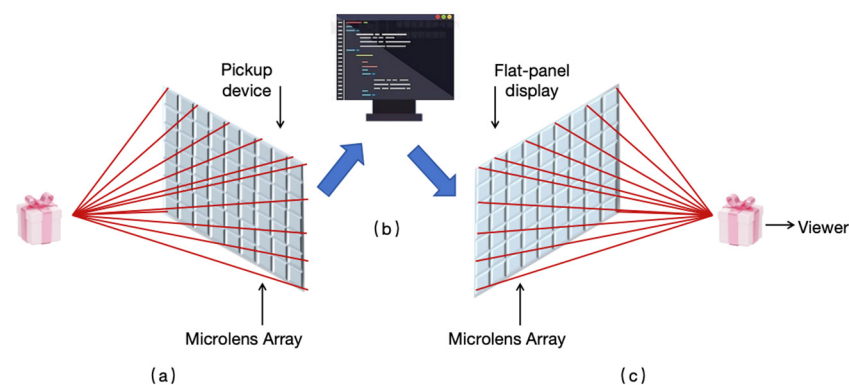 Pickup
device
Flat-panel
display
(b)
Viewer
Microlens Array
Microlens Array
(a)
(c)